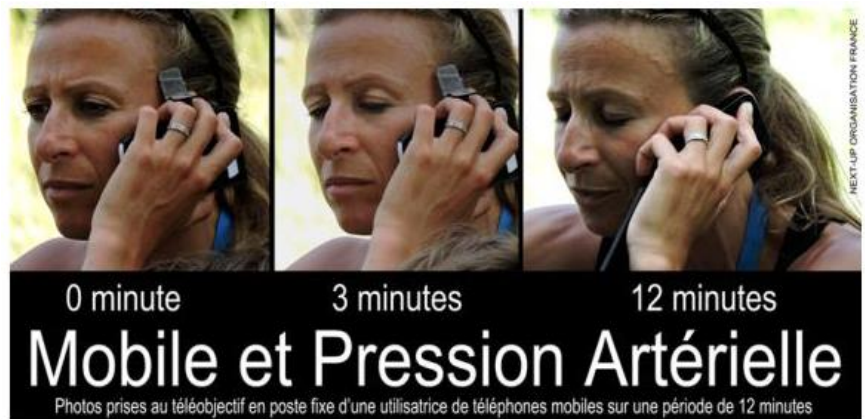 NEXT-UP ORGANISATION FRANCE
0 minute 3 minutes 12 minutes
Mobile et Pression Artérielle
Photos prises au téléobjectif en poste fixe d'une utilisatrice de téléphones mobiles sur une période de 12 minutes